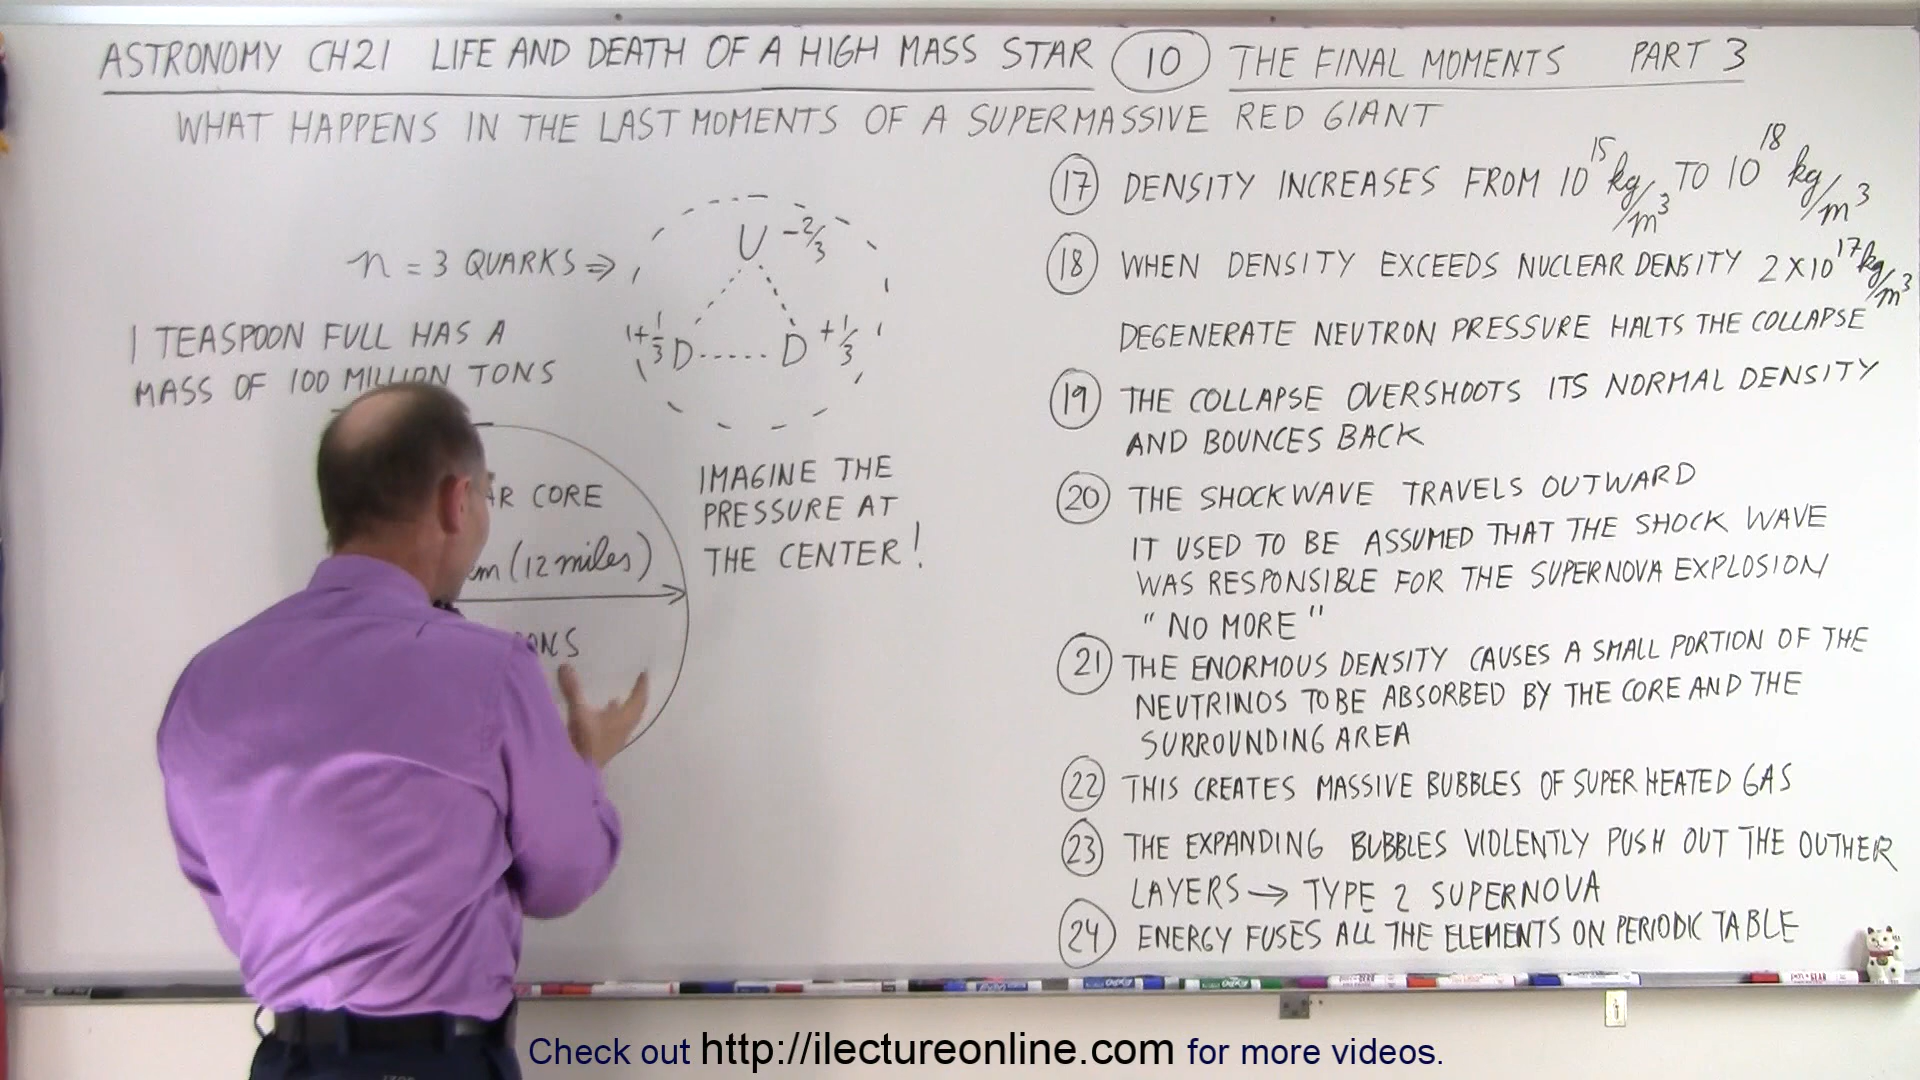 ASTRONOMY CH21 LIFE AND DEATH OF A HIGH MASS STAR 10 THE FINAL MOMENTS PART 3
WHAT HAPPENS IN THE LAST MOMENTS OF A SUPERMASSIVE RED GIANT
n = 3 QUARKS ⇒
U -2/3
+1/3 D D +1/3
1 TEASPOON FULL HAS A
MASS OF 100 MILLION TONS
CORE
(12 miles)
IMAGINE THE
PRESSURE AT
THE CENTER!
17 DENSITY INCREASES FROM 10^15 kg/m^3 TO 10^18 kg/m^3
18 WHEN DENSITY EXCEEDS NUCLEAR DENSITY 2X10^17 kg/m^3
DEGENERATE NEUTRON PRESSURE HALTS THE COLLAPSE
19 THE COLLAPSE OVERSHOOTS ITS NORMAL DENSITY
AND BOUNCES BACK
20 THE SHOCKWAVE TRAVELS OUTWARD
IT USED TO BE ASSUMED THAT THE SHOCK WAVE
WAS RESPONSIBLE FOR THE SUPERNOVA EXPLOSION
"NO MORE"
21 THE ENORMOUS DENSITY CAUSES A SMALL PORTION OF THE
NEUTRINOS TO BE ABSORBED BY THE CORE AND THE
SURROUNDING AREA
22 THIS CREATES MASSIVE BUBBLES OF SUPER HEATED GAS
23 THE EXPANDING BUBBLES VIOLENTLY PUSH OUT THE OUTHER
LAYERS → TYPE 2 SUPERNOVA
24 ENERGY FUSES ALL THE ELEMENTS ON PERIODIC TABLE
Check out http://ilectureonline.com for more videos.